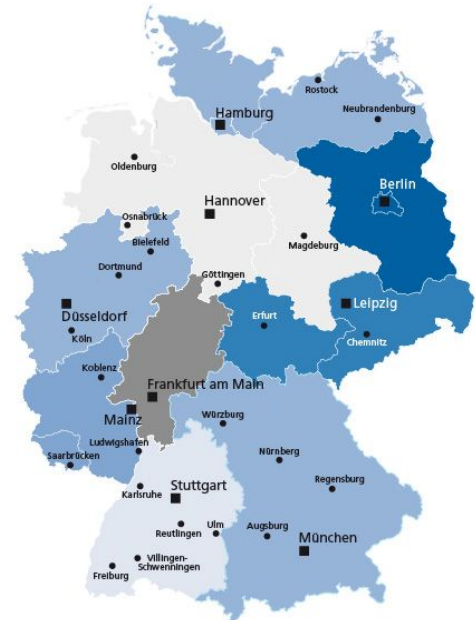 Rostock
Neubrandenburg
Hamburg
Oldenburg
Berlin
Hannover
Osnabrück
Magdeburg
Bielefeld
Dortmund
Göttingen
Leipzig
Düsseldorf
Erfurt
Köln
Chemnitz
Koblenz
Frankfurt am Main
Mainz
Würzburg
Ludwigshafen
Saarbrücken
Nürnberg
Karlsruhe
Stuttgart
Regensburg
Reutlingen
Ulm
Augsburg
München
Villingen-
Schwenningen
Freiburg